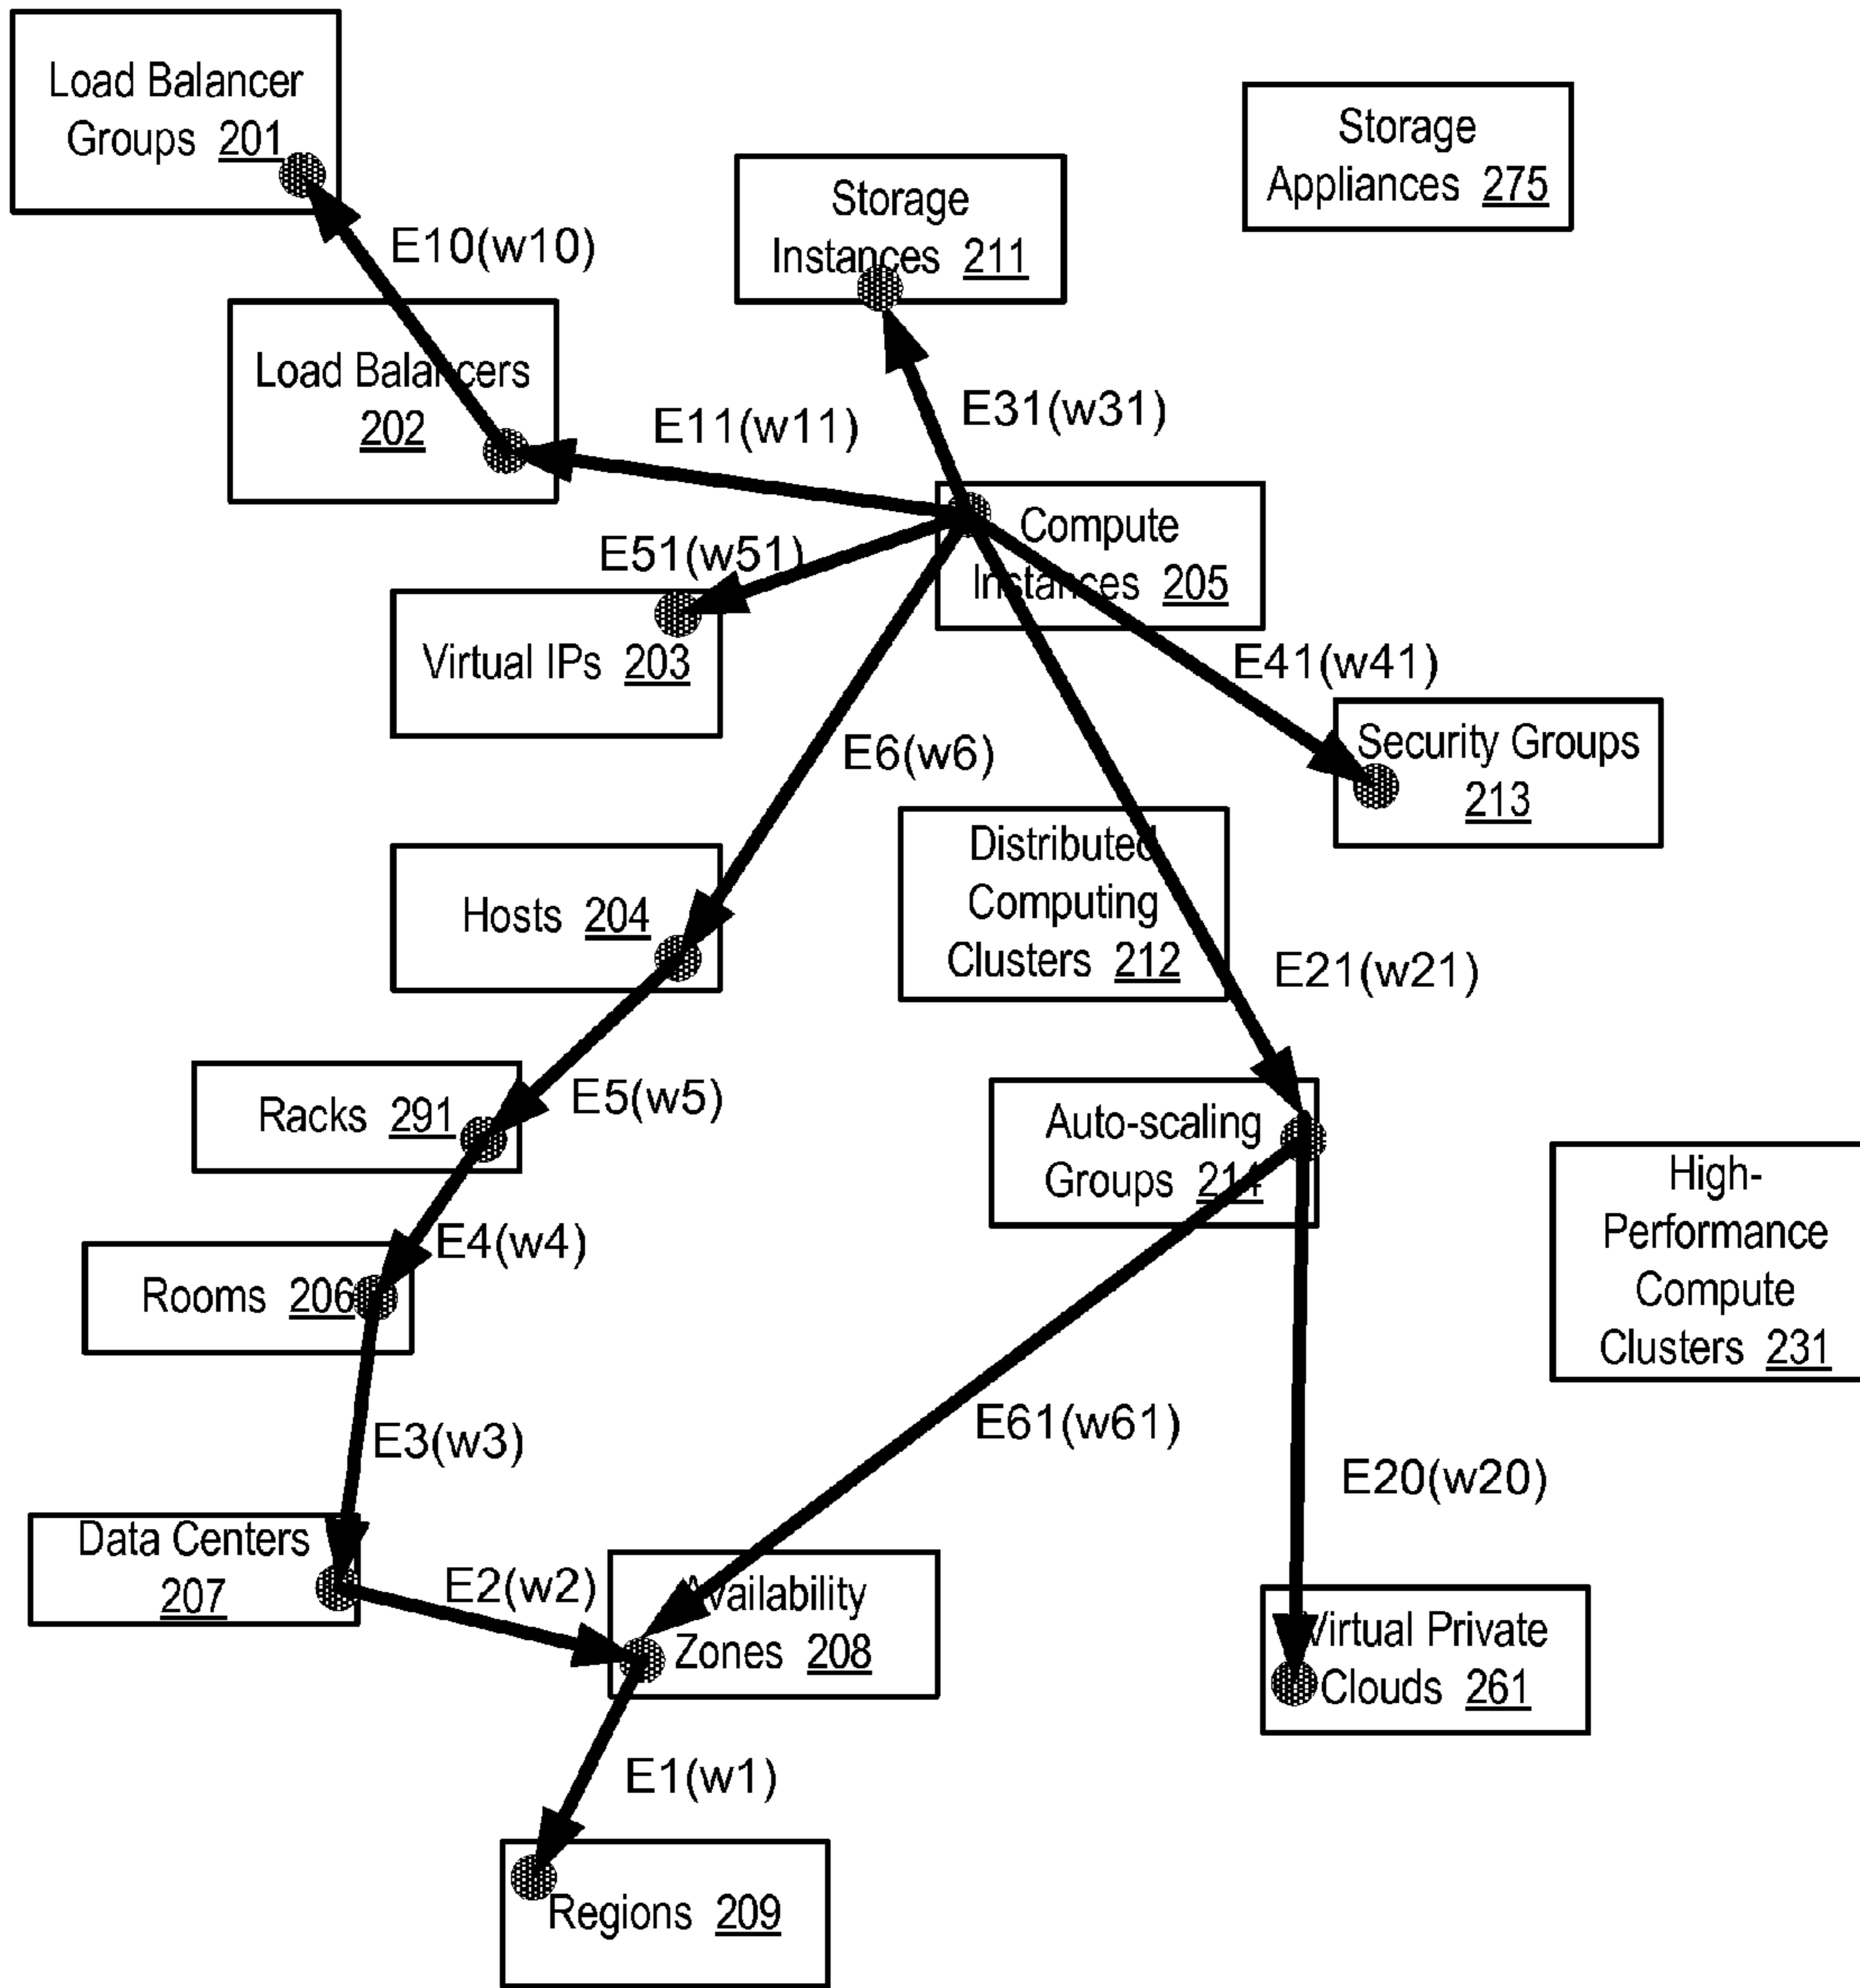 Load Balancer
Groups 201
Storage
Appliances 275
Storage
Instances 211
E10(w10)
Load Balancers
202
E31(w31)
E11(w11)
Compute
Instances 205
E51(w51)
Virtual IPs 203
E41(w41)
Security Groups
213
E6(w6)
Distributed
Computing
Clusters 212
Hosts 204
E21(w21)
E5(w5)
Racks 291
Auto-scaling
Groups 214
High-
Performance
Compute
Clusters 231
E4(w4)
Rooms 206
E61(w61)
E3(w3)
E20(w20)
Data Centers
207
E2(w2)
Availability
Zones 208
Virtual Private
Clouds 261
E1(w1)
Regions 209